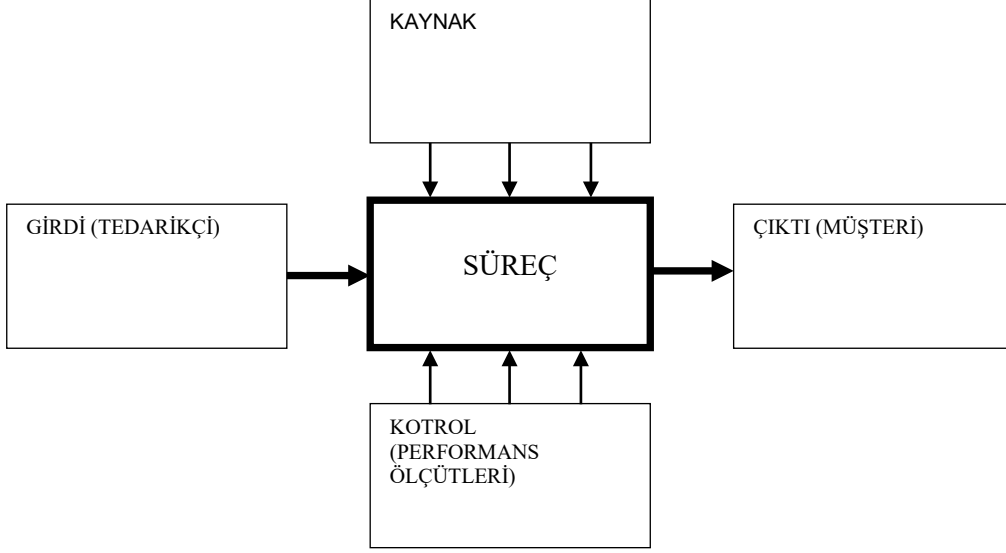 KAYNAK
GİRDİ (TEDARİKÇİ)
SÜREÇ
ÇIKTI (MÜŞTERİ)
KOTROL
(PERFORMANS
ÖLÇÜTLERİ)